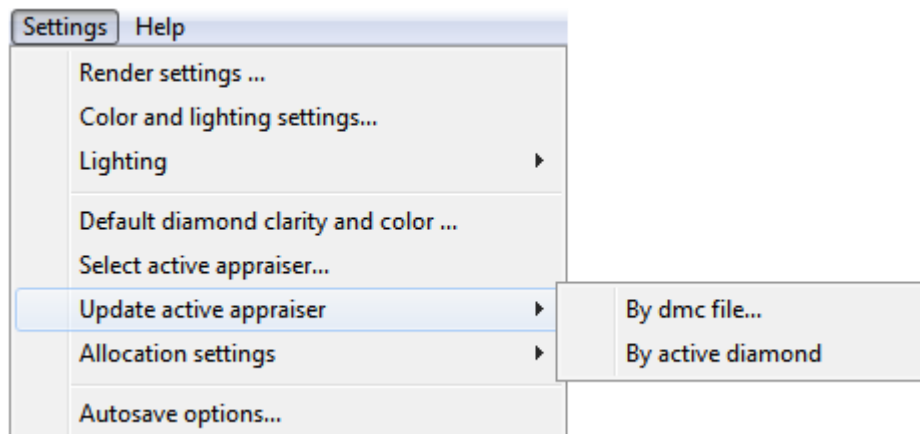 Settings Help
Render settings ...
Color and lighting settings...
Lighting
Default diamond clarity and color ...
Select active appraiser...
Update active appraiser
By dmc file...
Allocation settings
By active diamond
Autosave options...